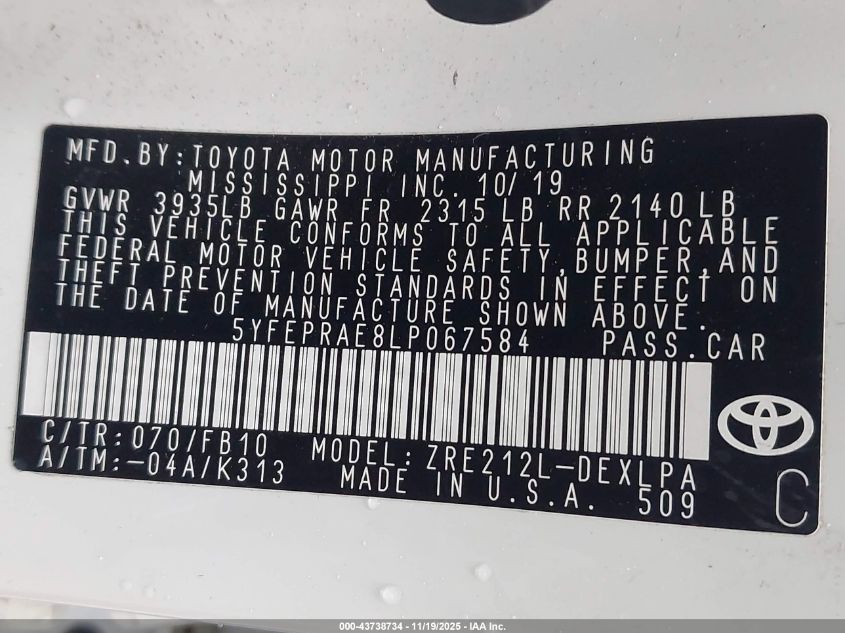 MFD.BY:TOYOTA MOTOR MANUFACTURING
MISSISSIPPI INC. 10/19
GVWR 3935LB GAWR FR 2315 LB RR 2140 LB
THIS VEHICLE CONFORMS TO ALL APPLICABLE
FEDERAL MOTOR VEHICLE SAFETY,BUMPER,AND
THEFT PREVENTION STANDARDS IN EFFECT ON
THE DATE OF MANUFACTURE SHOWN ABOVE.
5YFEPRAE8LP067584 PASS.CAR
C/TR:070/FB10 MODEL:ZRE212L-DEXLPA
A/TM:-04A/K313 MADE IN U.S.A. 509
C
000-43738734 - 11/19/2025 - IAA Inc.